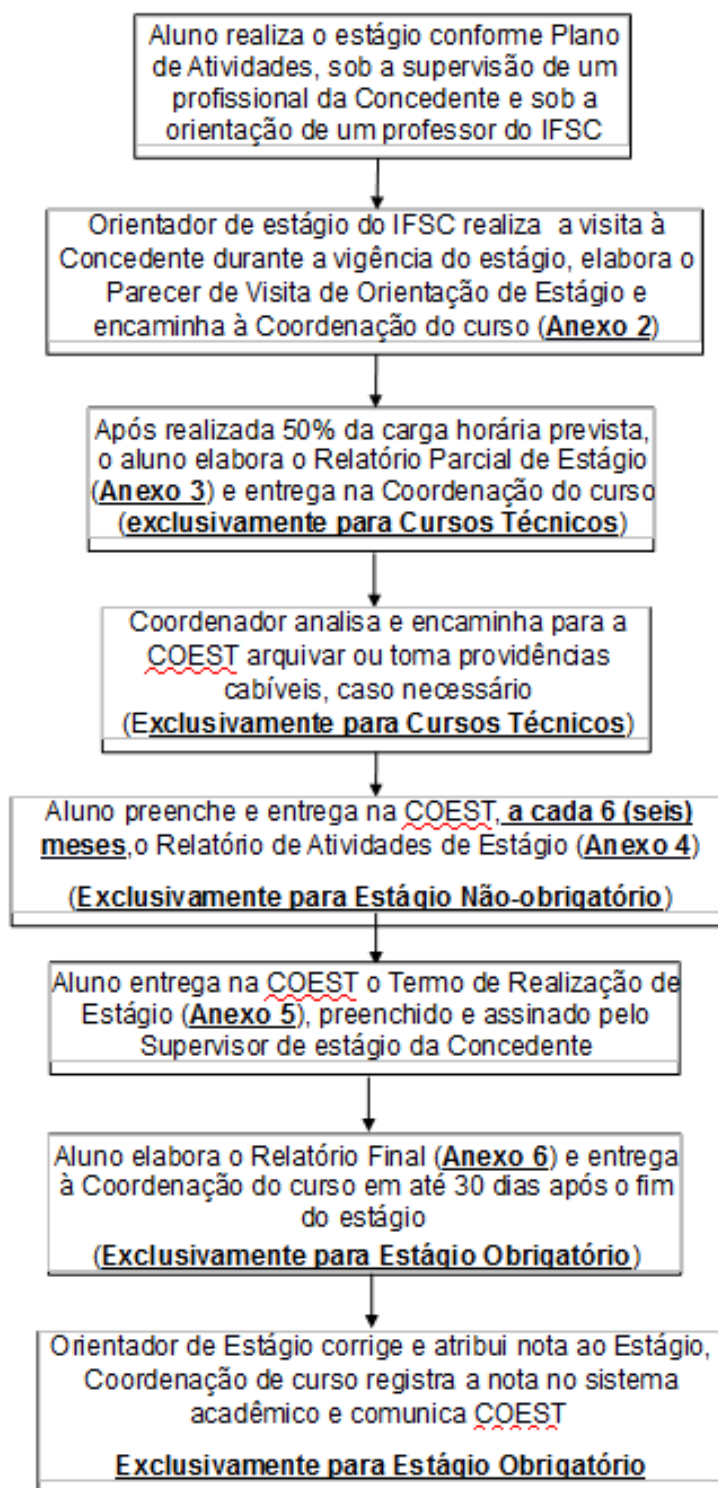 Aluno realiza o estágio conforme Plano
de Atividades, sob a supervisão de um
profissional da Concedente e sob a
orientação de um professor do IFSC
Orientador de estágio do IFSC realiza a visita à
Concedente durante a vigência do estágio, elabora o
Parecer de Visita de Orientação de Estágio e
encaminha à Coordenação do curso (Anexo 2)
Após realizada 50% da carga horária prevista,
o aluno elabora o Relatório Parcial de Estágio
(Anexo 3) e entrega na Coordenação do curso
(exclusivamente para Cursos Técnicos)
Coordenador analisa e encaminha para a
COEST arquivar ou toma providências
cabíveis, caso necessário
(Exclusivamente para Cursos Técnicos)
Aluno preenche e entrega na COEST, a cada 6 (seis)
meses,o Relatório de Atividades de Estágio (Anexo 4)
(Exclusivamente para Estágio Não-obrigatório)
Aluno entrega na COEST o Termo de Realização de
Estágio (Anexo 5), preenchido e assinado pelo
Supervisor de estágio da Concedente
Aluno elabora o Relatório Final (Anexo 6) e entrega
à Coordenação do curso em até 30 dias após o fim
do estágio
(Exclusivamente para Estágio Obrigatório)
Orientador de Estágio corrige e atribui nota ao Estágio,
Coordenação de curso registra a nota no sistema
acadêmico e comunica COEST
Exclusivamente para Estágio Obrigatório